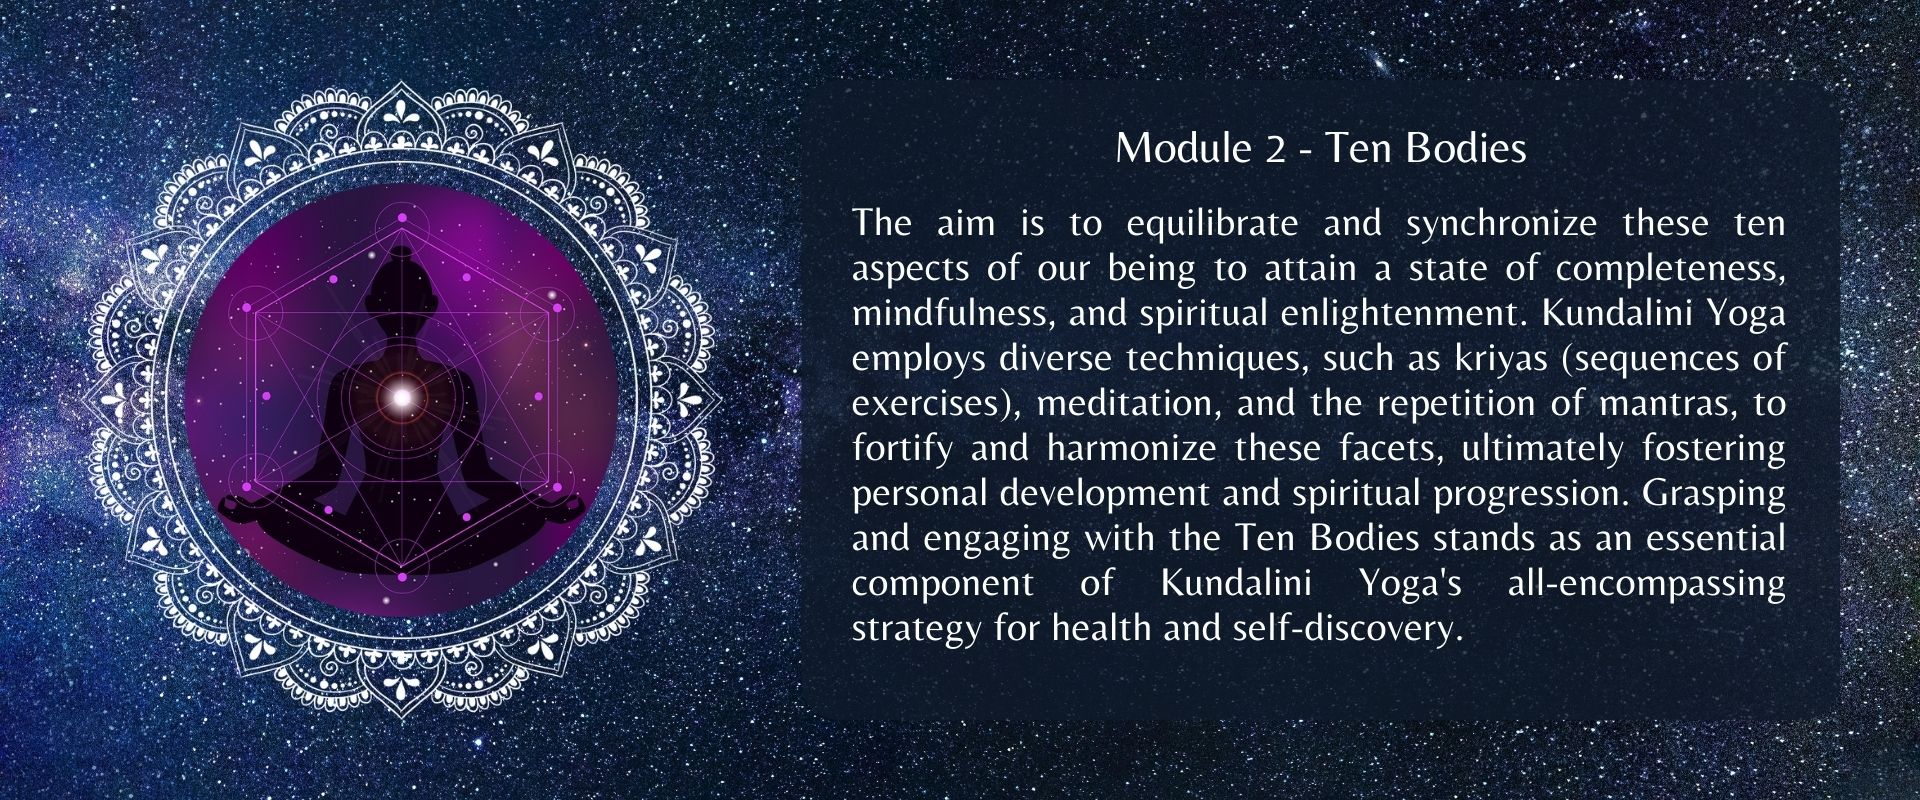 Module 2 - Ten Bodies
The aim is to equilibrate and synchronize these ten
aspects of our being to attain a state of completeness,
mindfulness, and spiritual enlightenment. Kundalini Yoga
employs diverse techniques, such as kriyas (sequences of
exercises), meditation, and the repetition of mantras, to
fortify and harmonize these facets, ultimately fostering
personal development and spiritual progression. Grasping
and engaging with the Ten Bodies stands as an essential
component of Kundalini Yoga's all-encompassing
strategy for health and self-discovery.